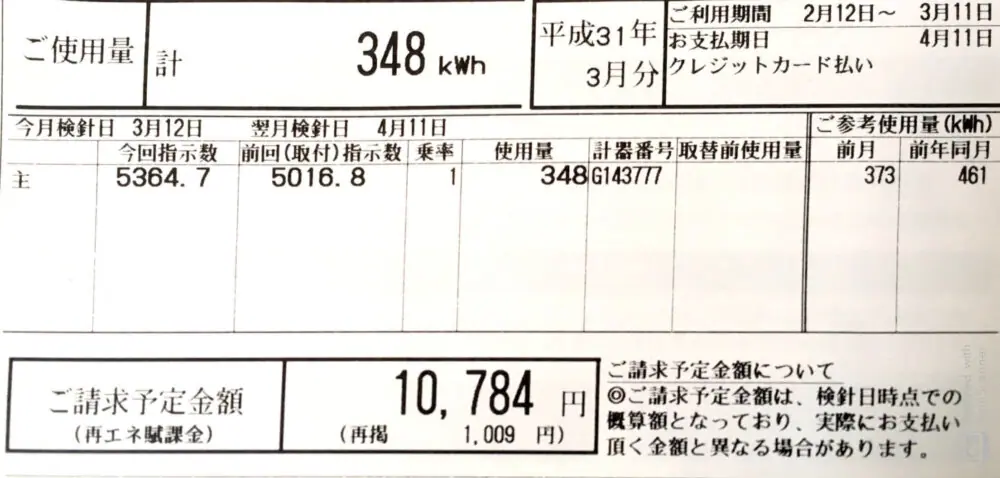 ご使用量 計 348 kWh 平成31年3月分
ご利用期間 2月12日〜 3月11日
お支払期日 4月11日
クレジットカード払い
今月検針日 3月12日 翌月検針日 4月11日 ご参考使用量(kWh)
今回指示数 前回(取付)指示数 乗率 使用量 計器番号 取替前使用量 前月 前年同月
主 5364.7 5016.8 1 348 G143777 373 461
ご請求予定金額 10,784 円
(再エネ賦課金) (再掲 1,009 円)
ご請求予定金額について
◎ご請求予定金額は、検針日時点での
概算額となっており、実際にお支払い
頂く金額と異なる場合があります。